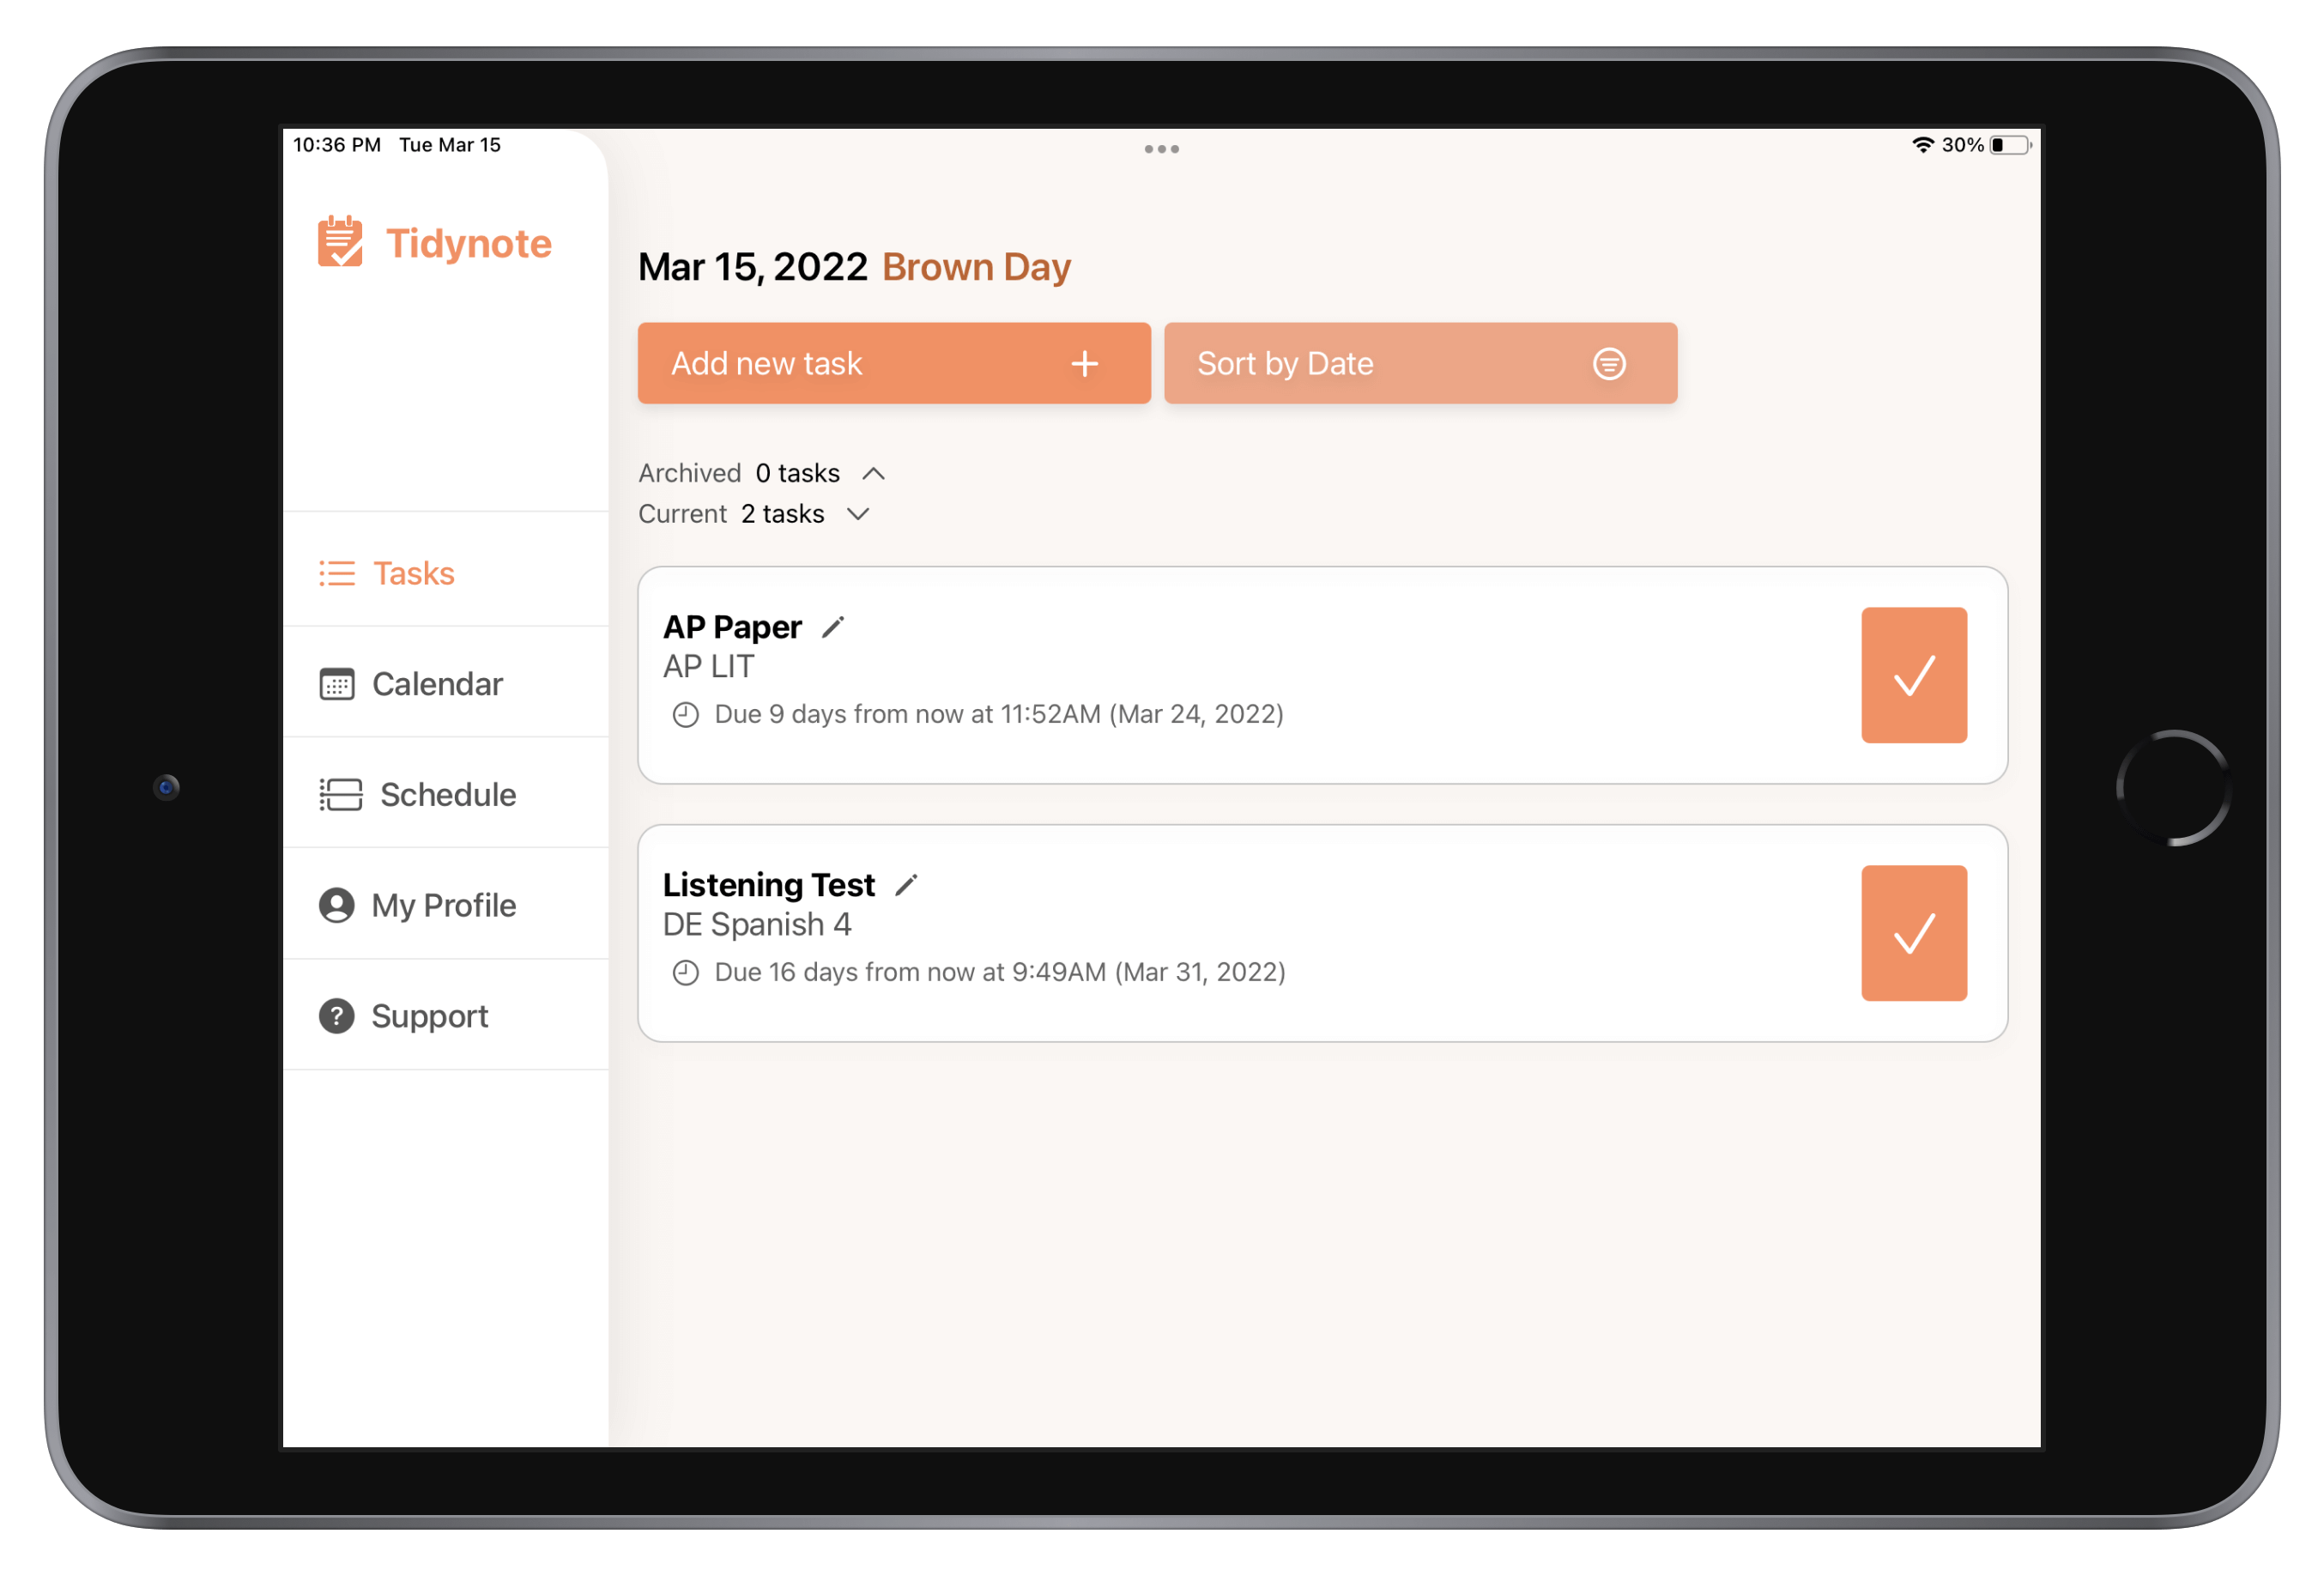 10:36 PM Tue Mar 15
30%
Tidynote
Tasks
Calendar
Schedule
My Profile
? Support
Mar 15, 2022 Brown Day
Add new task +
Sort by Date
Archived 0 tasks
Current 2 tasks
AP Paper
AP LIT
Due 9 days from now at 11:52AM (Mar 24, 2022)
Listening Test
DE Spanish 4
Due 16 days from now at 9:49AM (Mar 31, 2022)